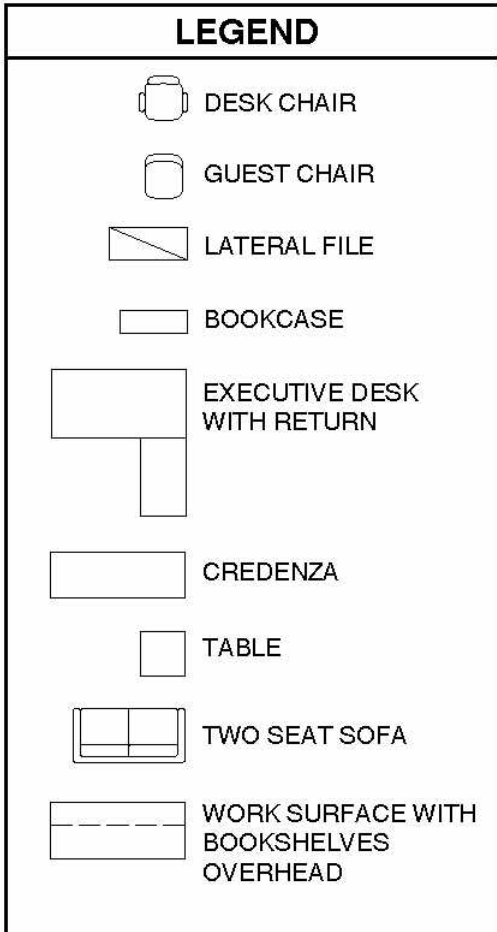 LEGEND
DESK CHAIR
GUEST CHAIR
LATERAL FILE
BOOKCASE
EXECUTIVE DESK
WITH RETURN
CREDENZA
TABLE
TWO SEAT SOFA
WORK SURFACE WITH
BOOKSHELVES
OVERHEAD